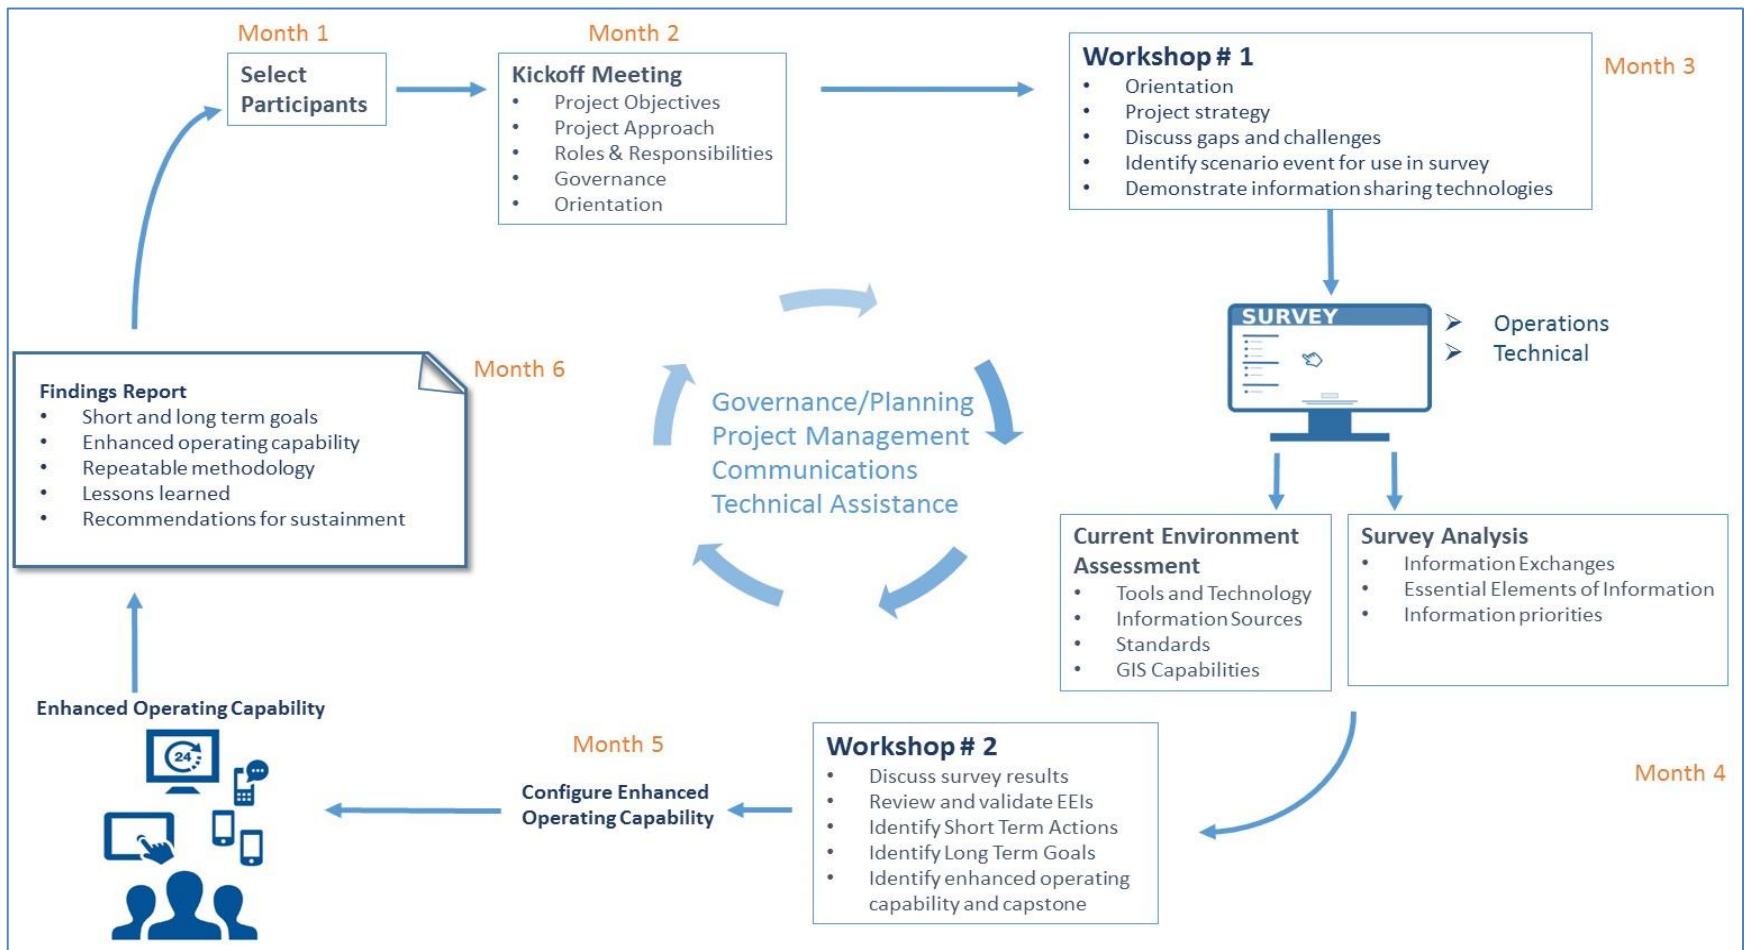 Month 1
Select
Participants
Month 2
Kickoff Meeting
• Project Objectives
• Project Approach
• Roles & Responsibilities
• Governance
• Orientation
Workshop # 1
• Orientation
• Project strategy
• Discuss gaps and challenges
• Identify scenario event for use in survey
• Demonstrate information sharing technologies
Month 3
SURVEY
➢ Operations
➢ Technical
Current Environment
Assessment
• Tools and Technology
• Information Sources
• Standards
• GIS Capabilities
Survey Analysis
• Information Exchanges
• Essential Elements of Information
• Information priorities
Month 4
Workshop # 2
• Discuss survey results
• Review and validate EEIs
• Identify Short Term Actions
• Identify Long Term Goals
• Identify enhanced operating
capability and capstone
Month 5
Configure Enhanced
Operating Capability
Enhanced Operating Capability
24
Month 6
Findings Report
• Short and long term goals
• Enhanced operating capability
• Repeatable methodology
• Lessons learned
• Recommendations for sustainment
Governance/Planning
Project Management
Communications
Technical Assistance